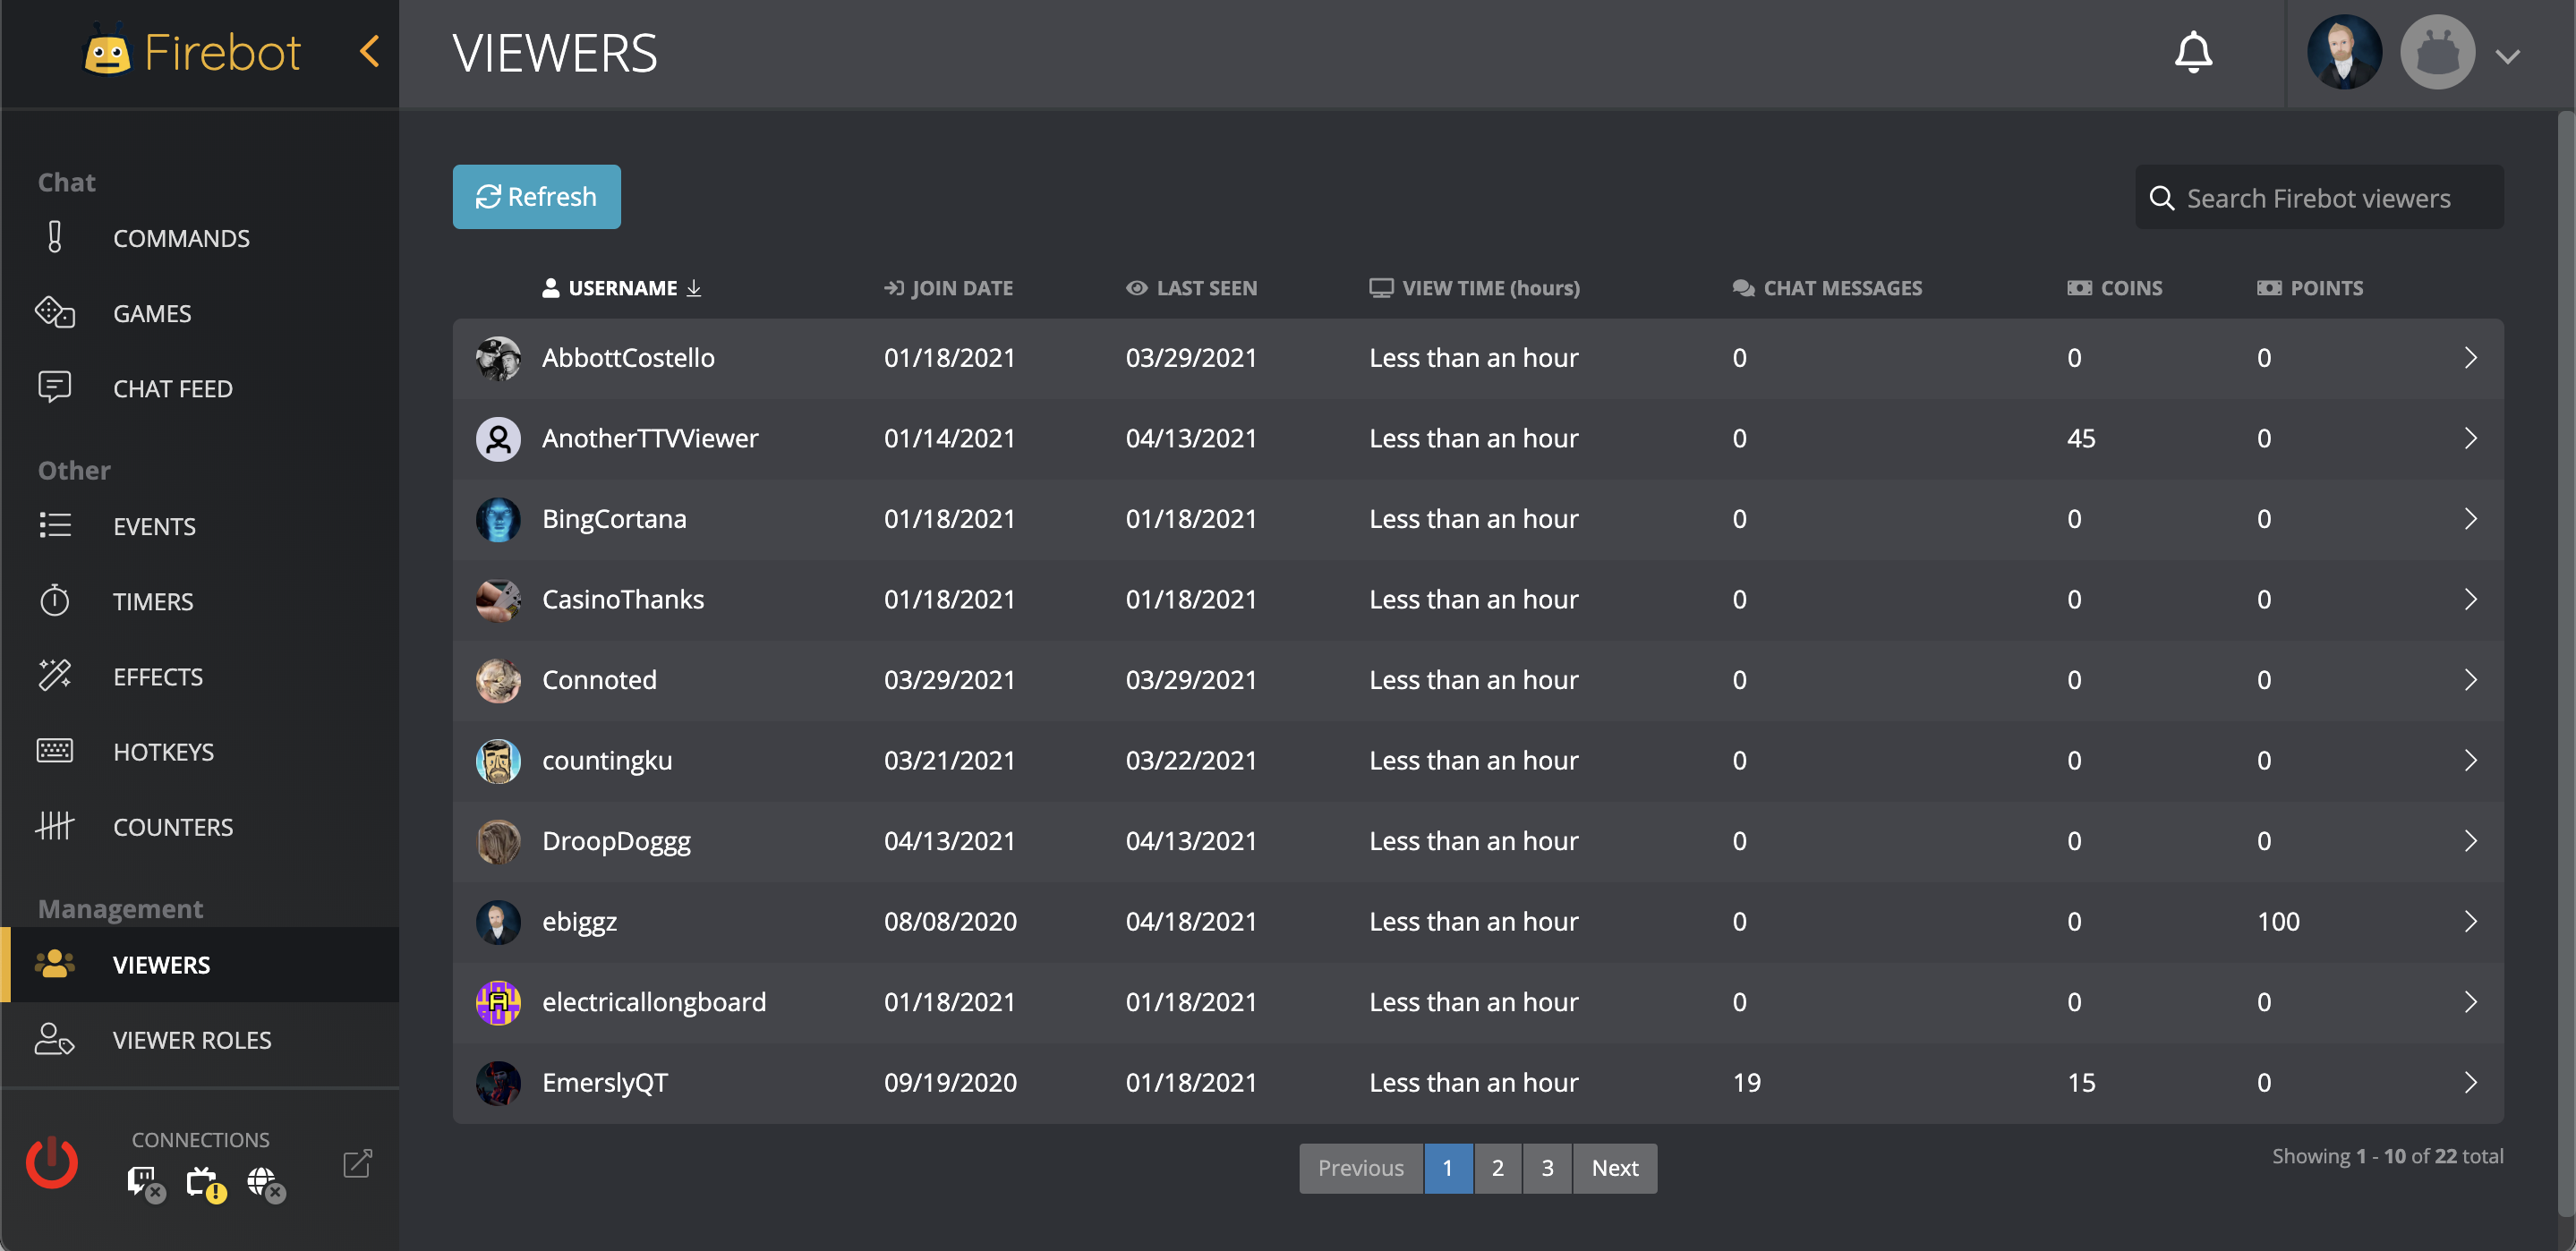 Firebot
VIEWERS
Chat
COMMANDS
GAMES
CHAT FEED
Other
EVENTS
TIMERS
EFFECTS
HOTKEYS
COUNTERS
Management
VIEWERS
VIEWER ROLES
CONNECTIONS
Refresh
Search Firebot viewers
USERNAME JOIN DATE LAST SEEN VIEW TIME (hours) CHAT MESSAGES COINS POINTS
AbbottCostello 01/18/2021 03/29/2021 Less than an hour 0 0 0
AnotherTTVViewer 01/14/2021 04/13/2021 Less than an hour 0 45 0
BingCortana 01/18/2021 01/18/2021 Less than an hour 0 0 0
CasinoThanks 01/18/2021 01/18/2021 Less than an hour 0 0 0
Connoted 03/29/2021 03/29/2021 Less than an hour 0 0 0
countingku 03/21/2021 03/22/2021 Less than an hour 0 0 0
DroopDoggg 04/13/2021 04/13/2021 Less than an hour 0 0 0
ebiggz 08/08/2020 04/18/2021 Less than an hour 0 0 100
electricallongboard 01/18/2021 01/18/2021 Less than an hour 0 0 0
EmerslyQT 09/19/2020 01/18/2021 Less than an hour 19 15 0
Previous 1 2 3 Next
Showing 1 - 10 of 22 total